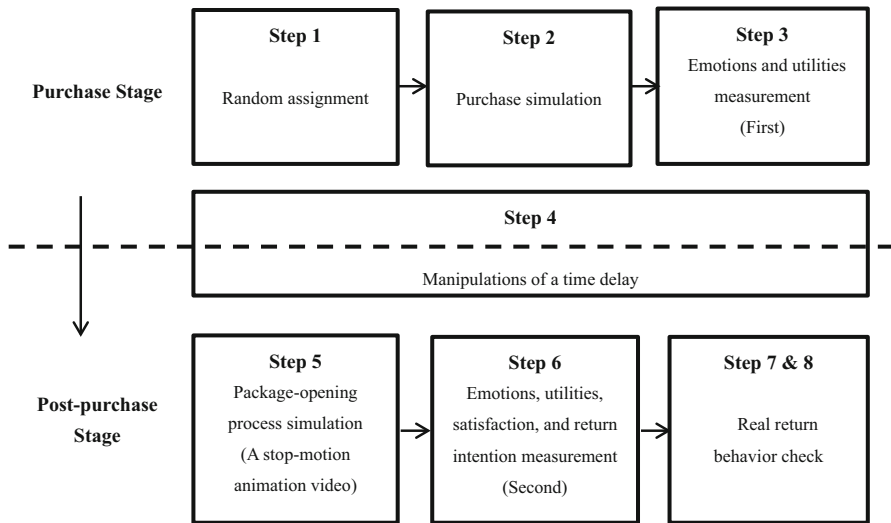 Purchase Stage
Step 1
Random assignment
Step 2
Purchase simulation
Step 3
Emotions and utilities
measurement
(First)
Step 4
Manipulations of a time delay
Post-purchase
Stage
Step 5
Package-opening
process simulation
(A stop-motion
animation video)
Step 6
Emotions, utilities,
satisfaction, and return
intention measurement
(Second)
Step 7 & 8
Real return
behavior check